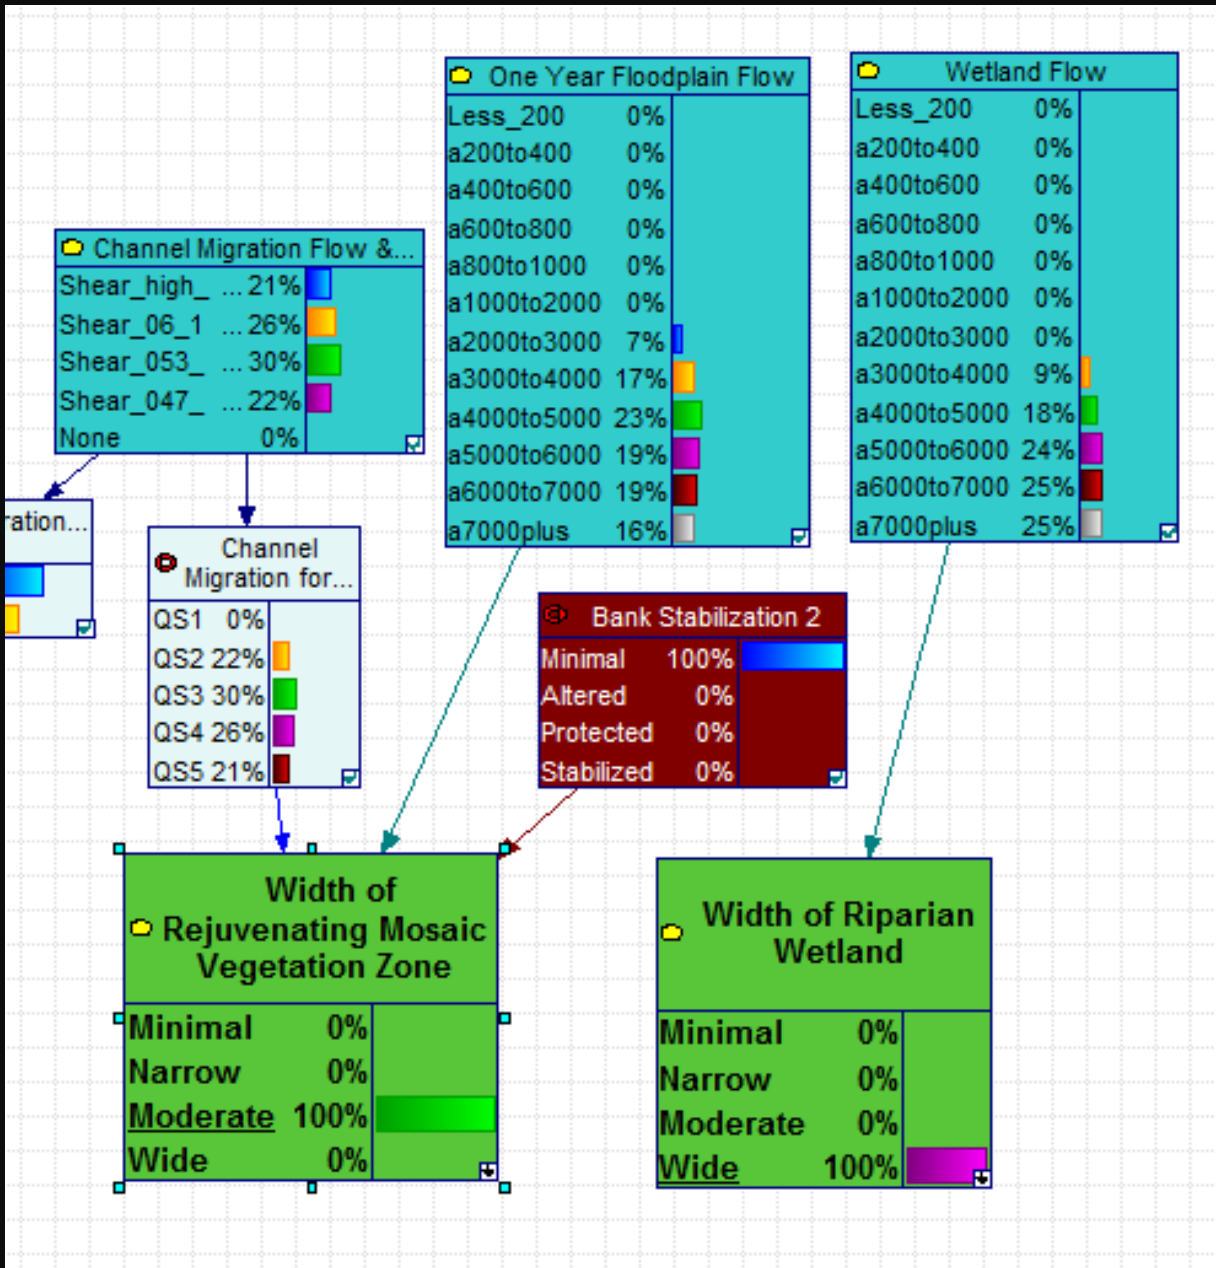 One Year Floodplain Flow
Less_200 0%
a200to400 0%
a400to600 0%
a600to800 0%
a800to1000 0%
a1000to2000 0%
a2000to3000 7%
a3000to4000 17%
a4000to5000 23%
a5000to6000 19%
a6000to7000 19%
a7000plus 16%
Wetland Flow
Less_200 0%
a200to400 0%
a400to600 0%
a600to800 0%
a800to1000 0%
a1000to2000 0%
a2000to3000 0%
a3000to4000 9%
a4000to5000 18%
a5000to6000 24%
a6000to7000 25%
a7000plus 25%
Channel Migration Flow &...
Shear_high_ ... 21%
Shear_06_1 ... 26%
Shear_053_ ... 30%
Shear_047_ ... 22%
None 0%
ration...
Channel
Migration for...
QS1 0%
QS2 22%
QS3 30%
QS4 26%
QS5 21%
Bank Stabilization 2
Minimal 100%
Altered 0%
Protected 0%
Stabilized 0%
Width of
Rejuvenating Mosaic
Vegetation Zone
Minimal 0%
Narrow 0%
Moderate 100%
Wide 0%
Width of Riparian
Wetland
Minimal 0%
Narrow 0%
Moderate 0%
Wide 100%